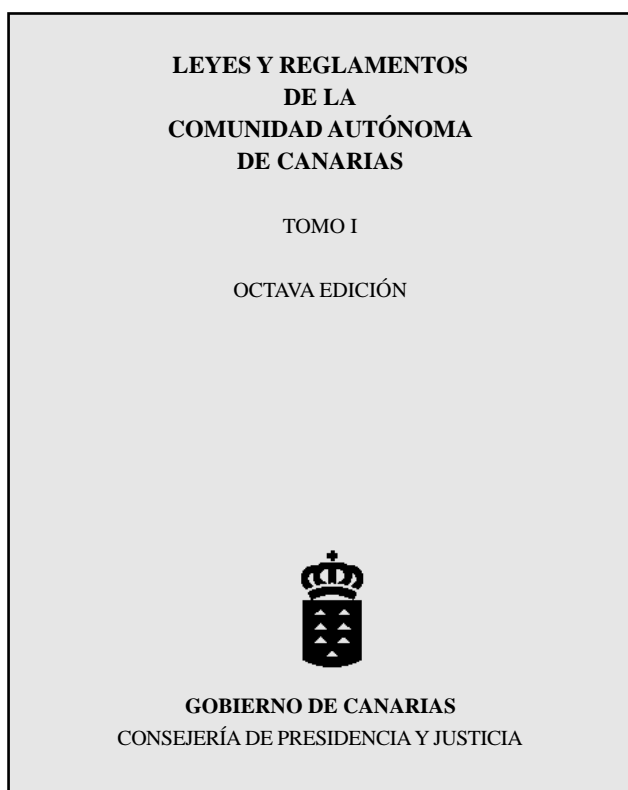 LEYES Y REGLAMENTOS
DE LA
COMUNIDAD AUTÓNOMA
DE CANARIAS
TOMO I
OCTAVA EDICIÓN
GOBIERNO DE CANARIAS
CONSEJERÍA DE PRESIDENCIA Y JUSTICIA